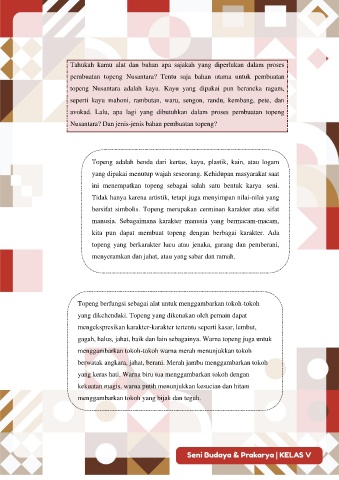 Tahukah kamu alat dan bahan apa sajakah yang diperlukan dalam proses
pembuatan topeng Nusantara? Tentu saja bahan utama untuk pembuatan
topeng Nusantara adalah kayu. Kayu yang dipakai pun beraneka ragam,
seperti kayu mahoni, rambutan, waru, sengon, randu, kembang, pete, dan
avokad. Lalu, apa lagi yang dibutuhkan dalam proses pembuatan topeng
Nusantara? Dan jenis-jenis bahan pembuatan topeng?
Topeng adalah benda dari kertas, kayu, plastik, kain, atau logam
yang dipakai menutup wajah seseorang. Kehidupan masyarakat saat
ini menempatkan topeng sebagai salah satu bentuk karya seni.
Tidak hanya karena artistik, tetapi juga menyimpan nilai-nilai yang
bersifat simbolis. Topeng merupakan cerminan karakter atau sifat
manusia. Sebagaimana karakter manusia yang bermacam-macam,
kita pun dapat membuat topeng dengan berbagai karakter. Ada
topeng yang berkarakter lucu atau jenaka, garang dan pemberani,
menyeramkan dan jahat, atau yang sabar dan ramah.
Topeng berfungsi sebagai alat untuk menggambarkan tokoh-tokoh
yang dikehendaki. Topeng yang dikenakan oleh pemain dapat
mengekspresikan karakter-karakter tertentu seperti kasar, lembut,
gagah, halus, jahat, baik dan lain sebagainya. Warna topeng juga untuk
menggambarkan tokoh-tokoh warna merah menunjukkan tokoh
berwatak angkara, jahat, berani. Merah jambu menggambarkan tokoh
yang keras hati. Warna biru tua menggambarkan tokoh dengan
kekuatan magis, warna putih menunjukkan kesucian dan hitam
menggambarkan tokoh yang bijak dan teguh.
Seni Budaya & Prakarya | KELAS V